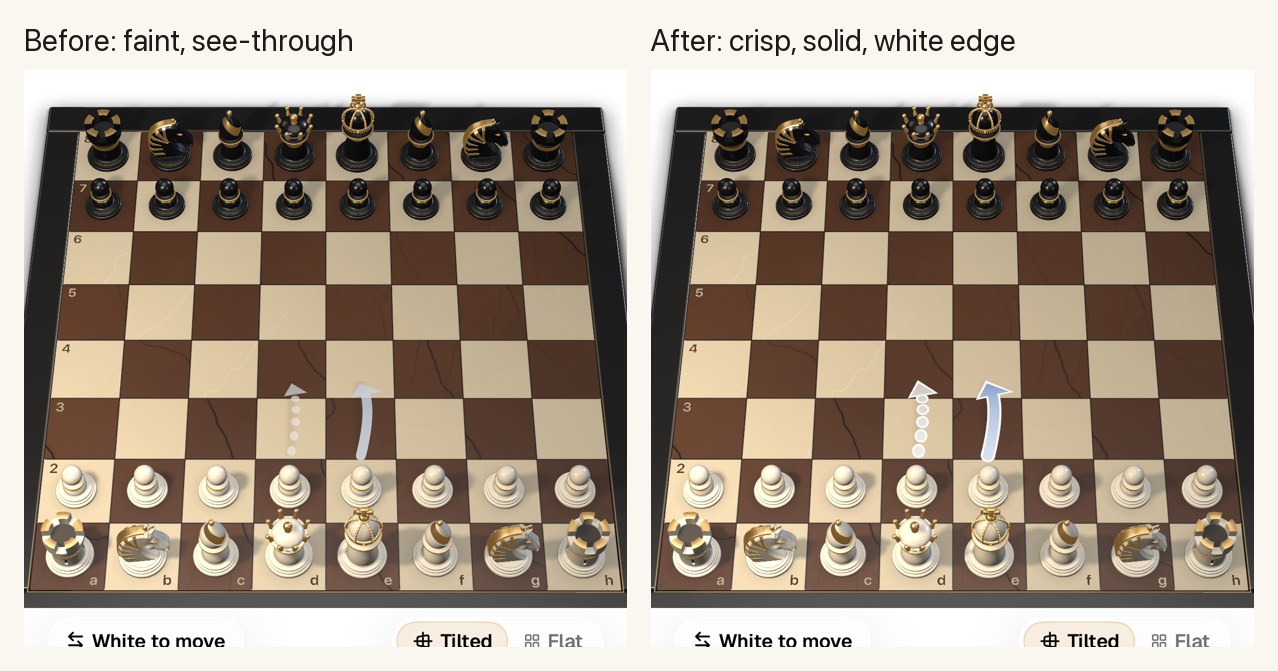 Before: faint, see-through
After: crisp, solid, white edge
7
6
5
4
3
2
a b c d e f g h
White to move
Tilted
Flat
7
6
5
4
3
2
a b c d e f g h
White to move
Tilted
Flat